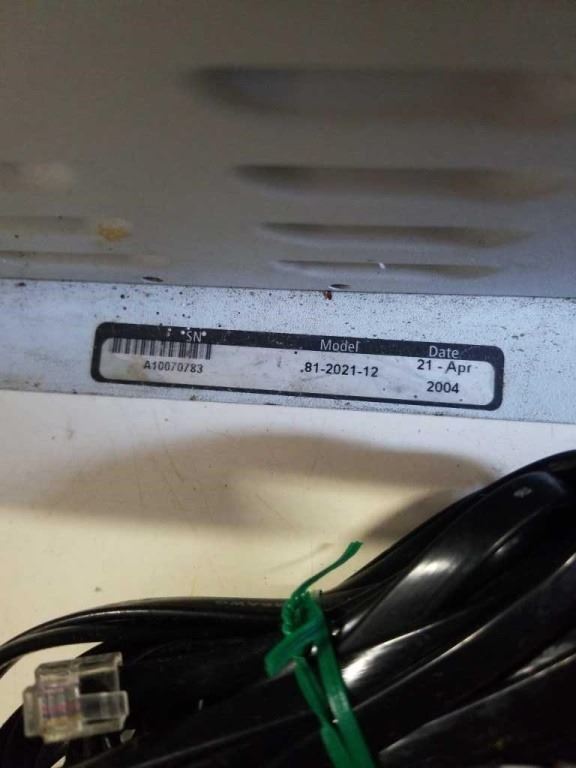 SN
Model
Date
A10070783
81-2021-12
21 - Apr
2004